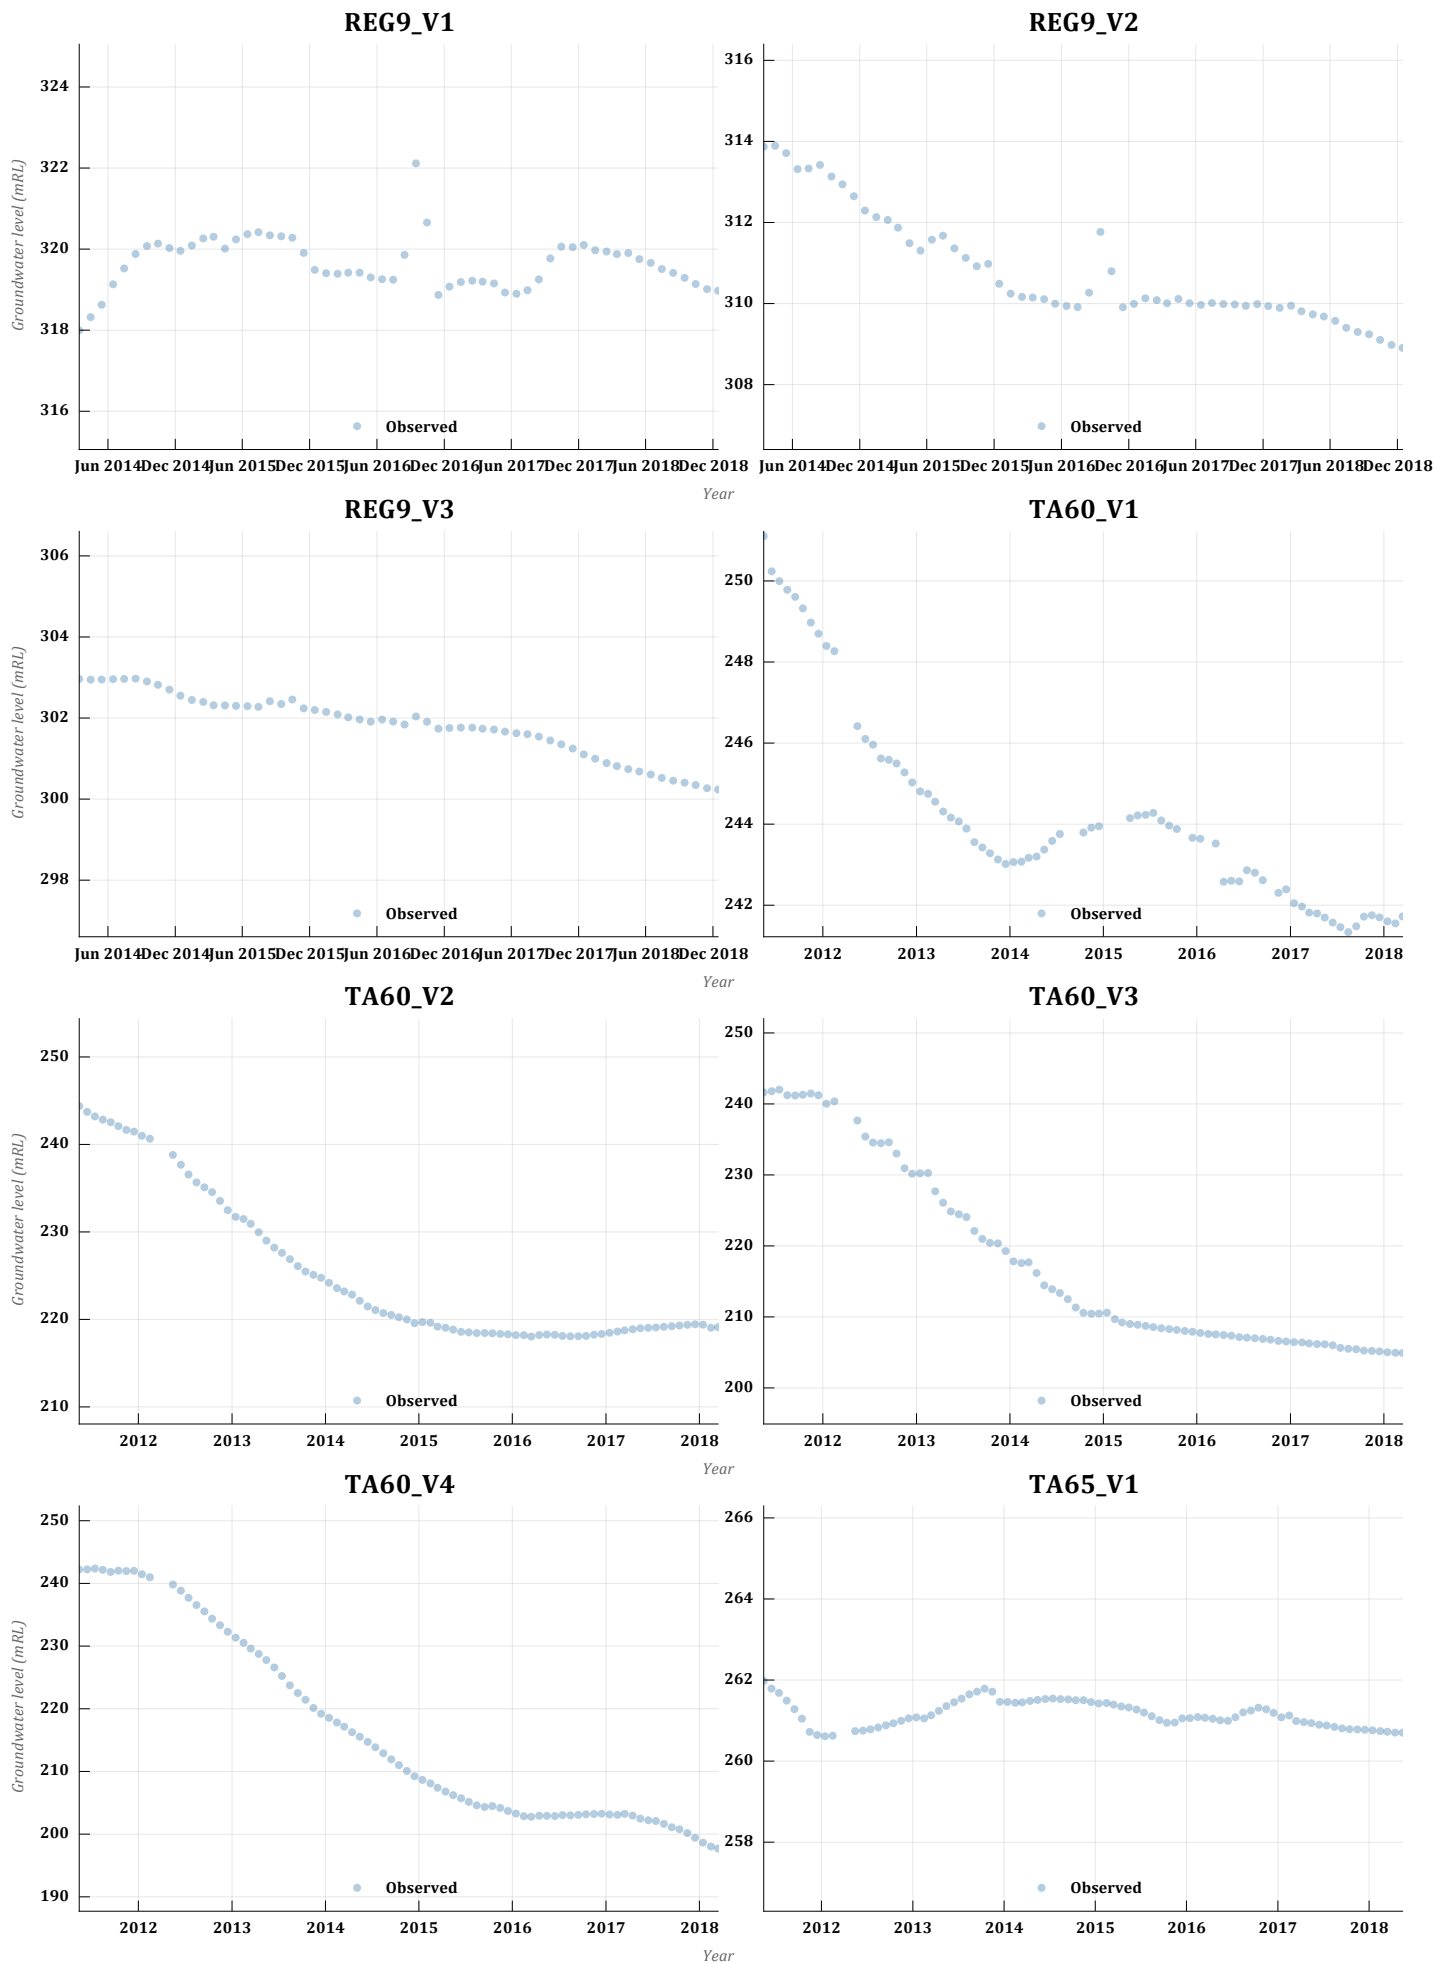 REG9_V1
REG9_V2
324
322
320
318
316
Groundwater level (mRL)
Observed
Jun 2014 Dec 2014 Jun 2015 Dec 2015 Jun 2016 Dec 2016 Jun 2017 Dec 2017 Jun 2018 Dec 2018
316
314
312
310
308
Observed
Jun 2014 Dec 2014 Jun 2015 Dec 2015 Jun 2016 Dec 2016 Jun 2017 Dec 2017 Jun 2018 Dec 2018
Year
REG9_V3
TA60_V1
306
304
302
300
298
Groundwater level (mRL)
Observed
Jun 2014 Dec 2014 Jun 2015 Dec 2015 Jun 2016 Dec 2016 Jun 2017 Dec 2017 Jun 2018 Dec 2018
250
248
246
244
242
Observed
2012 2013 2014 2015 2016 2017 2018
Year
TA60_V2
TA60_V3
250
240
230
220
210
Groundwater level (mRL)
Observed
2012 2013 2014 2015 2016 2017 2018
250
240
230
220
210
200
Observed
2012 2013 2014 2015 2016 2017 2018
Year
TA60_V4
TA65_V1
250
240
230
220
210
200
190
Groundwater level (mRL)
Observed
2012 2013 2014 2015 2016 2017 2018
266
264
262
260
258
Observed
2012 2013 2014 2015 2016 2017 2018
Year